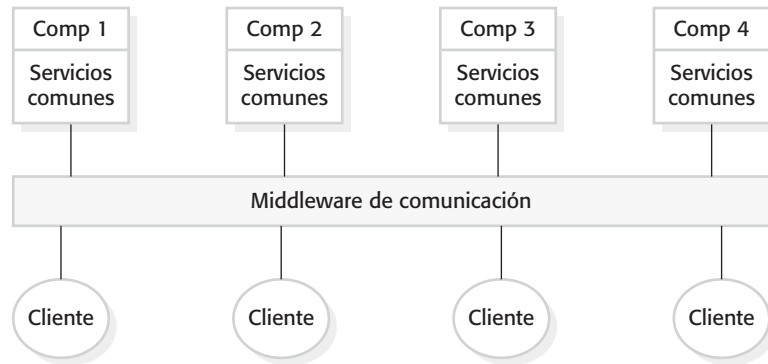 Comp 1
Comp 2
Comp 3
Comp 4
Servicios
comunes
Servicios
comunes
Servicios
comunes
Servicios
comunes
Middleware de comunicación
Cliente
Cliente
Cliente
Cliente